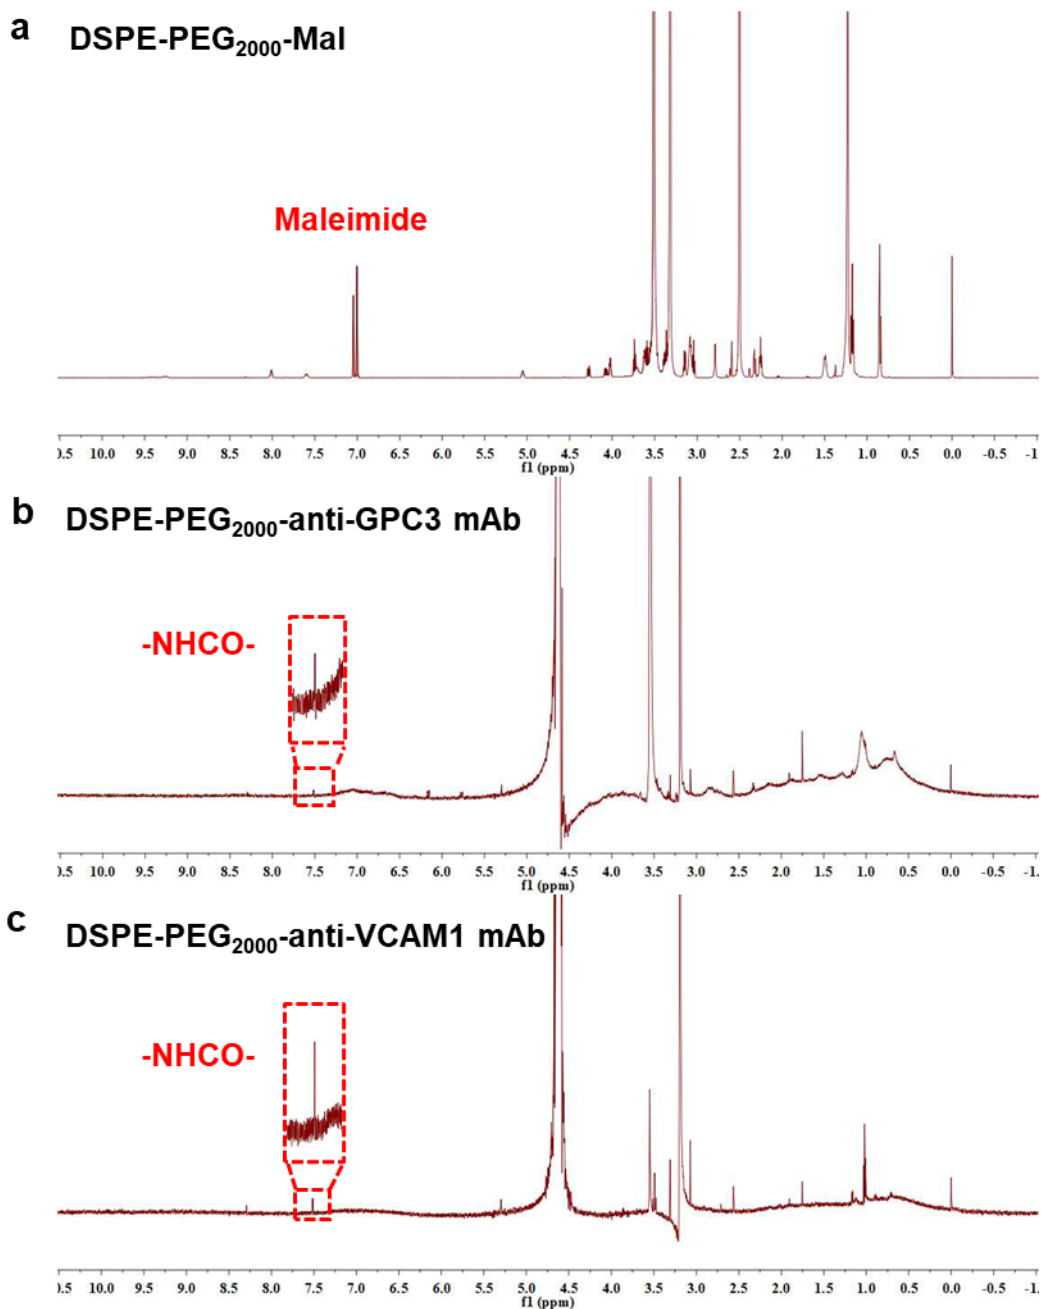 a DSPE-PEG2000-Mal
Maleimide
0.5 10.0 9.5 9.0 8.5 8.0 7.5 7.0 6.5 6.0 5.5 5.0 4.5 4.0 3.5 3.0 2.5 2.0 1.5 1.0 0.5 0.0 -0.5 -1.
f1 (ppm)
b DSPE-PEG2000-anti-GPC3 mAb
-NHCO-
0.5 10.0 9.5 9.0 8.5 8.0 7.5 7.0 6.5 6.0 5.5 5.0 4.5 4.0 3.5 3.0 2.5 2.0 1.5 1.0 0.5 0.0 -0.5 -1.
f1 (ppm)
c DSPE-PEG2000-anti-VCAM1 mAb
-NHCO-
0.5 10.0 9.5 9.0 8.5 8.0 7.5 7.0 6.5 6.0 5.5 5.0 4.5 4.0 3.5 3.0 2.5 2.0 1.5 1.0 0.5 0.0 -0.5 -1.
f1 (ppm)